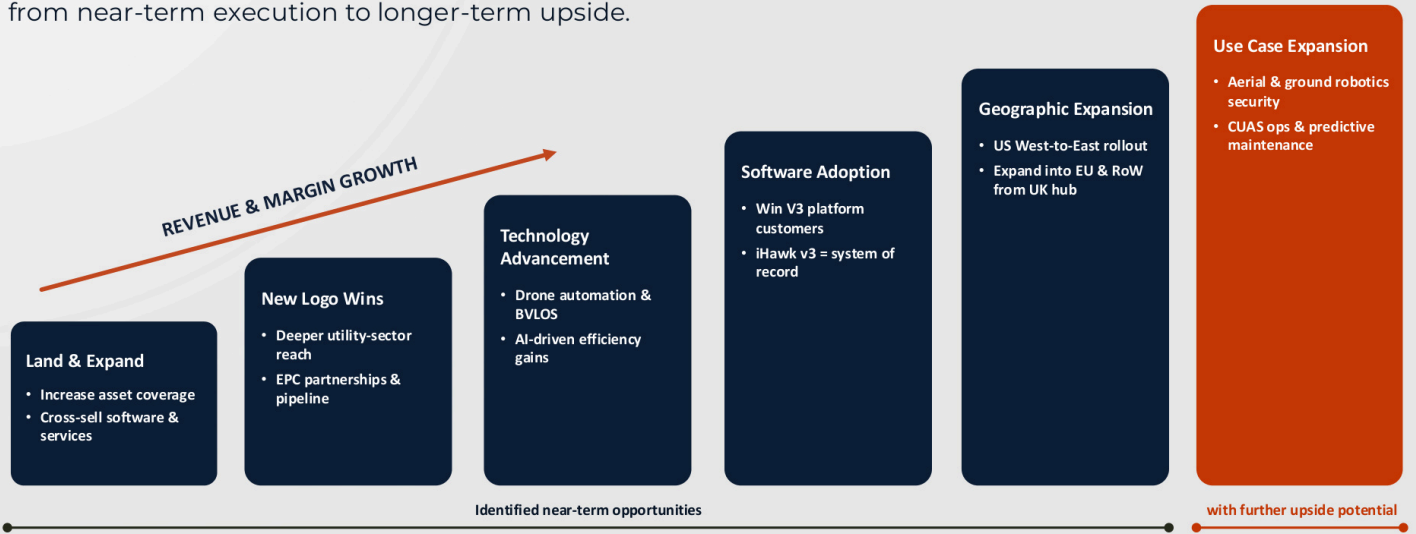 from near-term execution to longer-term upside.
REVENUE & MARGIN GROWTH
Land & Expand
• Increase asset coverage
• Cross-sell software &
services
New Logo Wins
• Deeper utility-sector
reach
• EPC partnerships &
pipeline
Technology
Advancement
• Drone automation &
BVLOS
• AI-driven efficiency
gains
Software Adoption
• Win V3 platform
customers
• iHawk v3 = system of
record
Geographic Expansion
• US West-to-East rollout
• Expand into EU & RoW
from UK hub
Use Case Expansion
• Aerial & ground robotics
security
• CUAS ops & predictive
maintenance
Identified near-term opportunities
with further upside potential